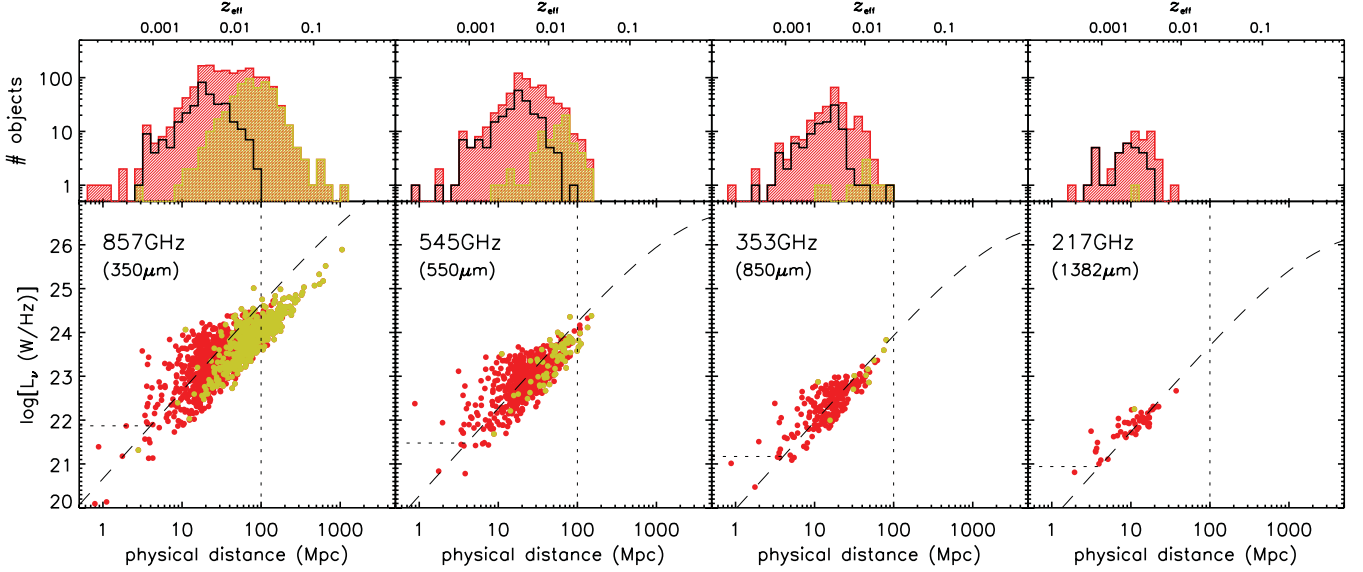 z_eff z_eff z_eff z_eff
0.001 0.01 0.1 0.001 0.01 0.1 0.001 0.01 0.1 0.001 0.01 0.1
# objects
100
10
1
857GHz
(350μm)
545GHz
(550μm)
353GHz
(850μm)
217GHz
(1382μm)
log[L_ν (W/Hz)]
26
25
24
23
22
21
20
1 10 100 1000 1 10 100 1000 1 10 100 1000 1 10 100 1000
physical distance (Mpc) physical distance (Mpc) physical distance (Mpc) physical distance (Mpc)